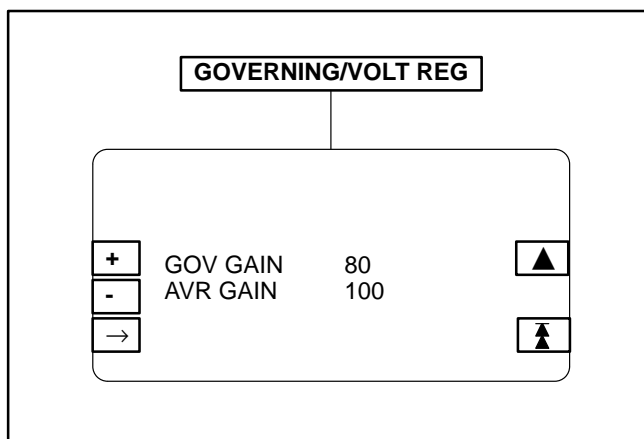 GOVERNING/VOLT REG
+
GOV GAIN 80
-
AVR GAIN 100
→